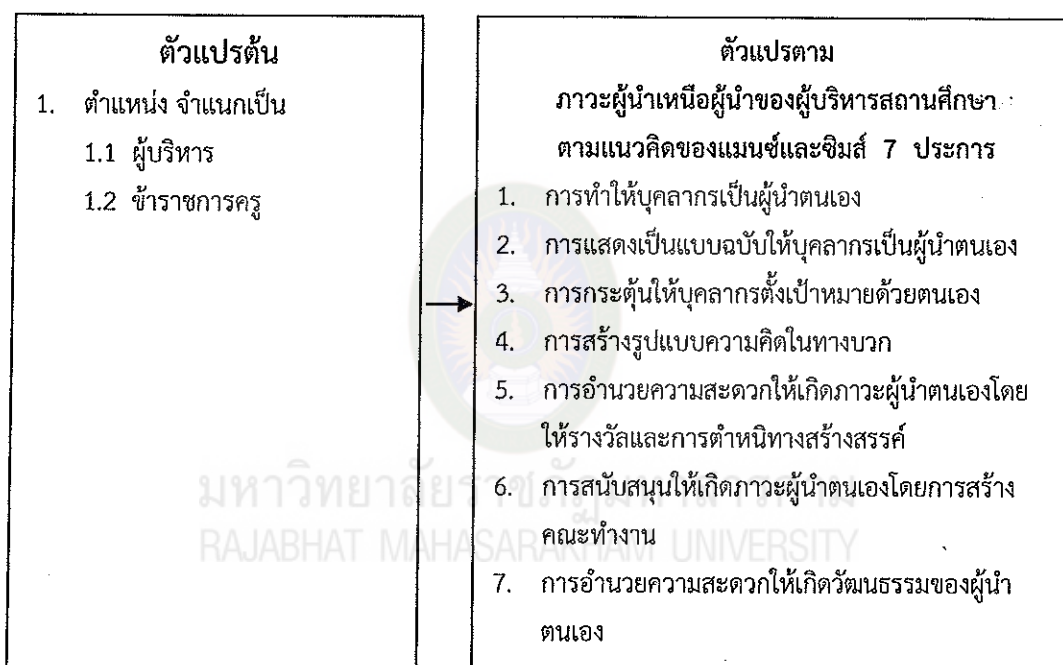 ตัวแปรต้น
1. ตำแหน่ง จำแนกเป็น
1.1 ผู้บริหาร
1.2 ข้าราชการครู
ตัวแปรตาม
ภาวะผู้นำเหนือผู้นำของผู้บริหารสถานศึกษา
ตามแนวคิดของแมนซ์และซิมส์ 7 ประการ
1. การทำให้บุคลากรเป็นผู้นำตนเอง
2. การแสดงเป็นแบบฉบับให้บุคลากรเป็นผู้นำตนเอง
3. การกระตุ้นให้บุคลากรตั้งเป้าหมายด้วยตนเอง
4. การสร้างรูปแบบความคิดในทางบวก
5. การอำนวยความสะดวกให้เกิดภาวะผู้นำตนเองโดย
ให้รางวัลและการตำหนิทางสร้างสรรค์
6. การสนับสนุนให้เกิดภาวะผู้นำตนเองโดยการสร้าง
คณะทำงาน
7. การอำนวยความสะดวกให้เกิดวัฒนธรรมของผู้นำ
ตนเอง
มหาวิทยาลัยราชภัฏมหาสารคาม
RAJABHAT MAHASARAKHAM UNIVERSITY